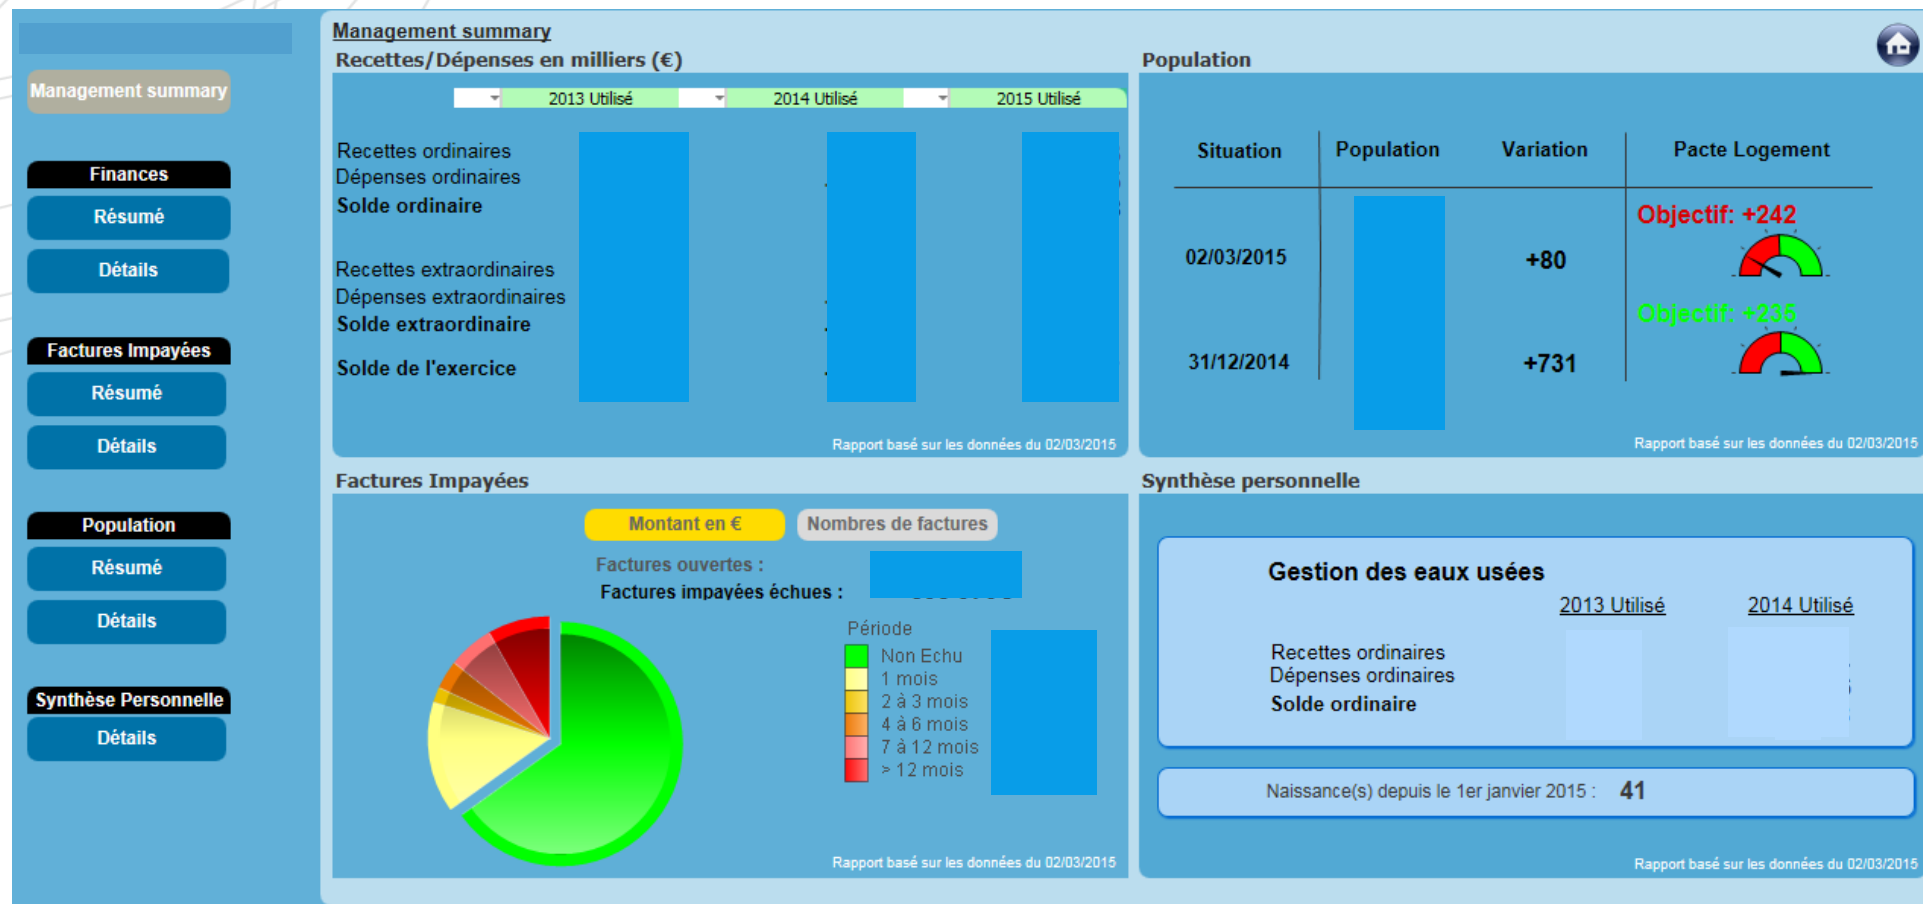 Management summary
Finances
Résumé
Détails
Factures Impayées
Résumé
Détails
Population
Résumé
Détails
Synthèse Personnelle
Détails
Management summary
Recettes/Dépenses en milliers (€)
2013 Utilisé 2014 Utilisé 2015 Utilisé
Recettes ordinaires
Dépenses ordinaires
Solde ordinaire
Recettes extraordinaires
Dépenses extraordinaires
Solde extraordinaire
Solde de l'exercice
Rapport basé sur les données du 02/03/2015
Population
Situation Population Variation Pacte Logement
Objectif: +242
02/03/2015 +80
Objectif: +235
31/12/2014 +731
Rapport basé sur les données du 02/03/2015
Factures Impayées
Montant en € Nombres de factures
Factures ouvertes :
Factures impayées échues :
Période
Non Echu
1 mois
2 à 3 mois
4 à 6 mois
7 à 12 mois
> 12 mois
Rapport basé sur les données du 02/03/2015
Synthèse personnelle
Gestion des eaux usées
2013 Utilisé 2014 Utilisé
Recettes ordinaires
Dépenses ordinaires
Solde ordinaire
Naissance(s) depuis le 1er janvier 2015 : 41
Rapport basé sur les données du 02/03/2015